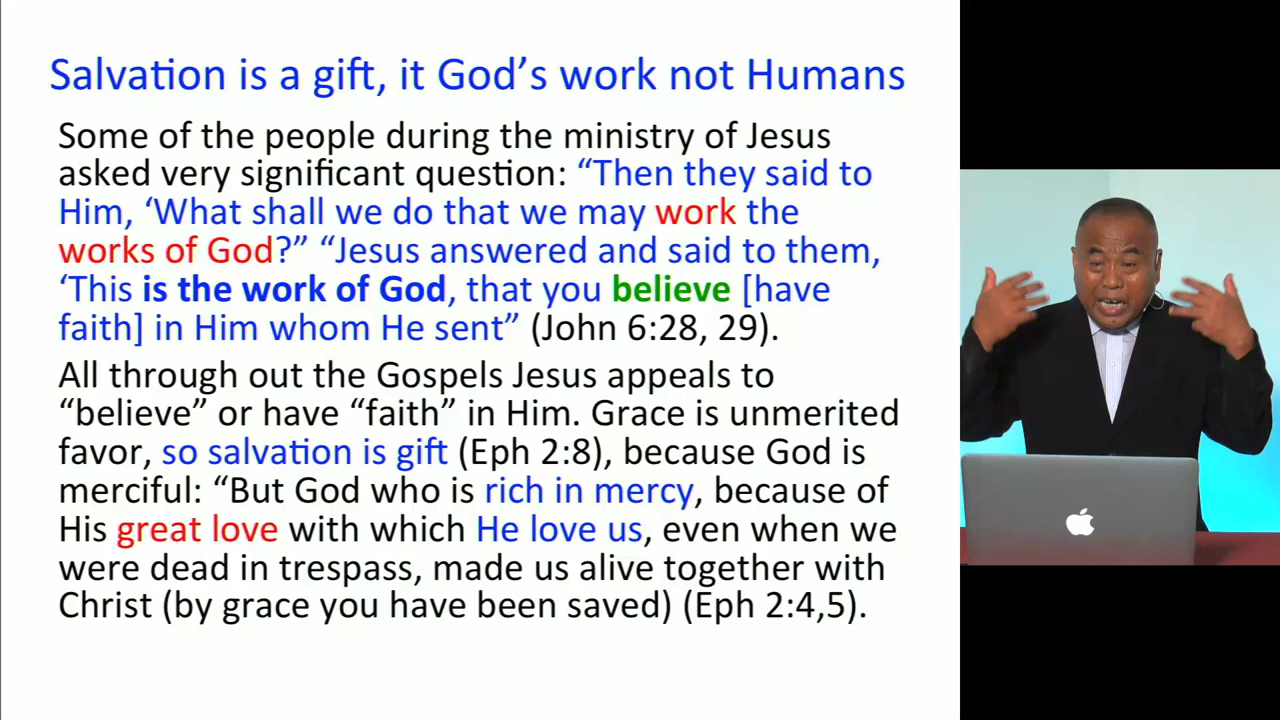 Salvation is a gift, it God’s work not Humans
Some of the people during the ministry of Jesus
asked very significant question: “Then they said to
Him, ‘What shall we do that we may work the
works of God?” “Jesus answered and said to them,
‘This is the work of God, that you believe [have
faith] in Him whom He sent” (John 6:28, 29).
All through out the Gospels Jesus appeals to
“believe” or have “faith” in Him. Grace is unmerited
favor, so salvation is gift (Eph 2:8), because God is
merciful: “But God who is rich in mercy, because of
His great love with which He love us, even when we
were dead in trespass, made us alive together with
Christ (by grace you have been saved) (Eph 2:4,5).